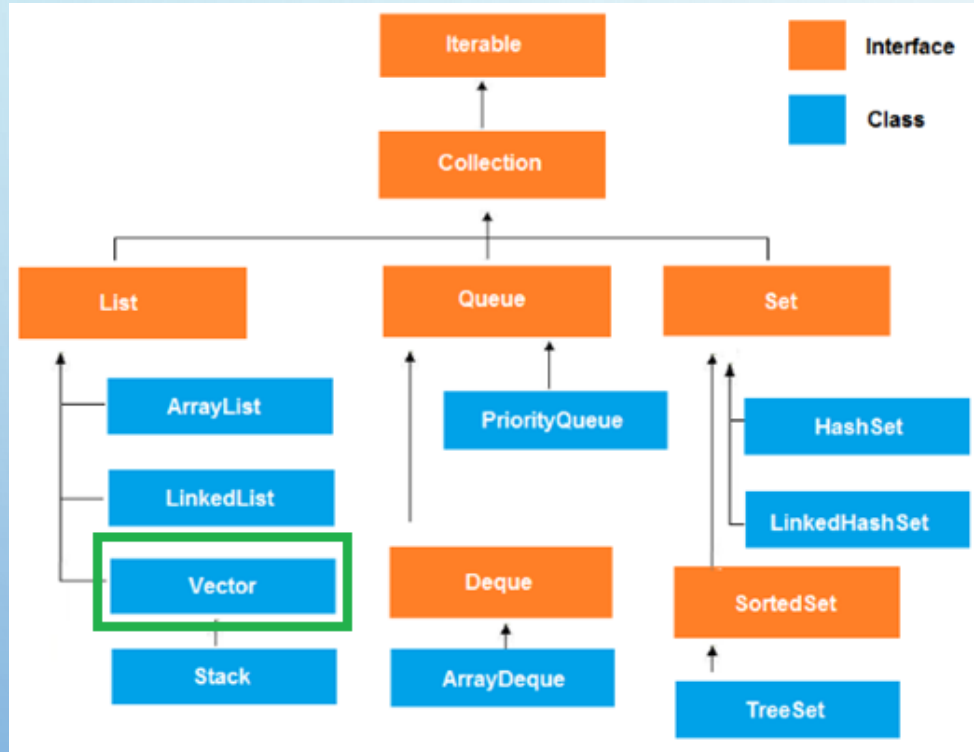 Iterable
Interface
Class
Collection
List
Queue
Set
ArrayList
PriorityQueue
HashSet
LinkedList
LinkedHashSet
Vector
Deque
SortedSet
Stack
ArrayDeque
TreeSet